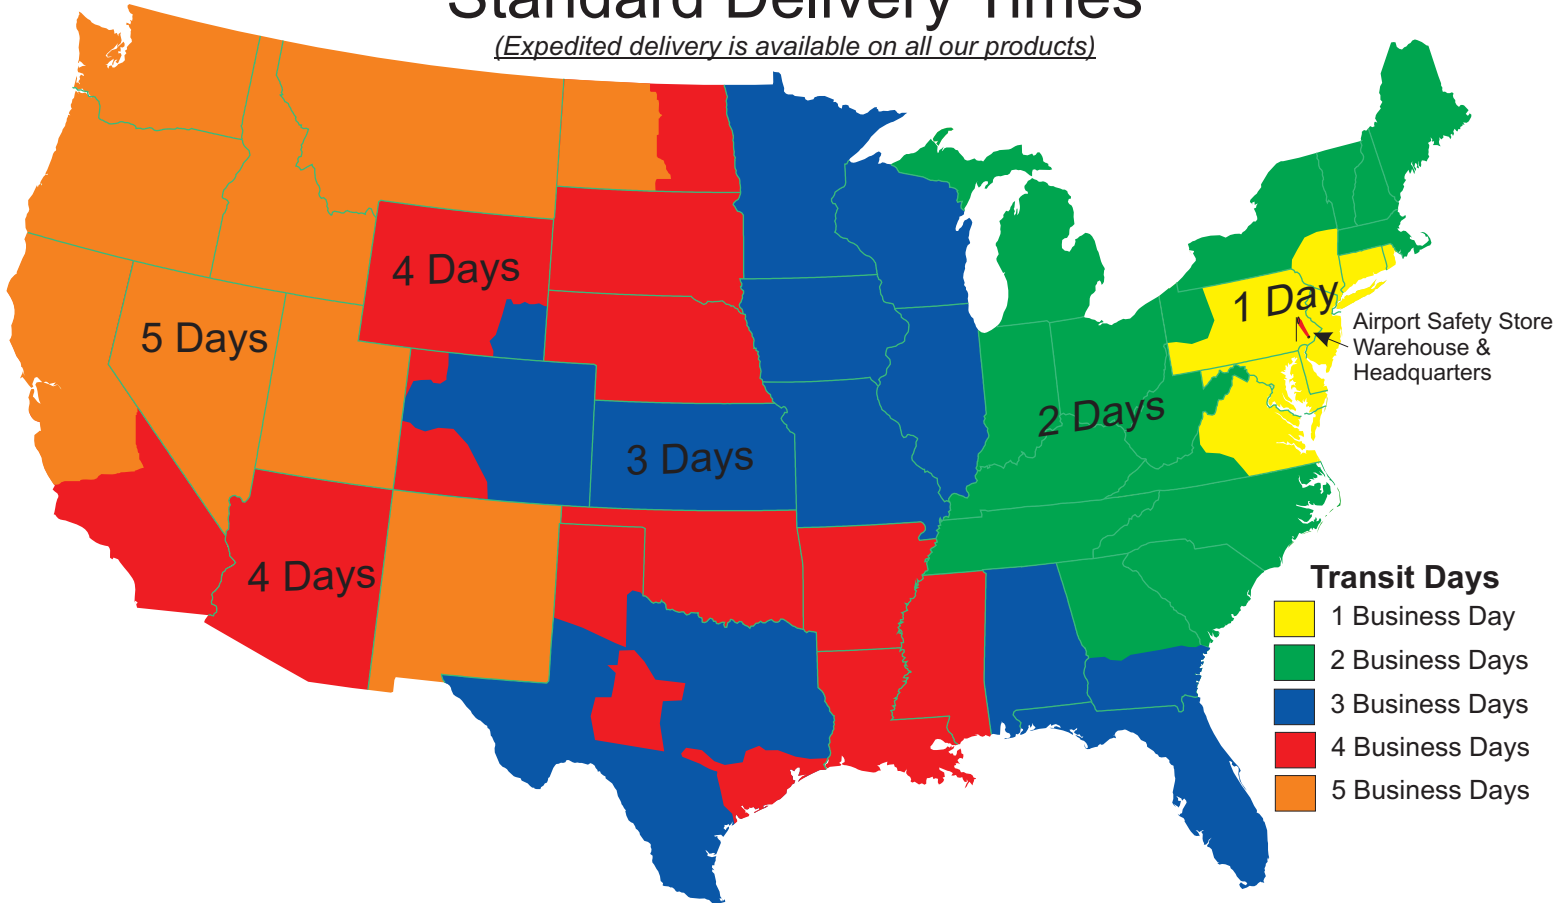 Standard Delivery Times
(Expedited delivery is available on all our products)
4 Days
5 Days
1 Day
Airport Safety Store
Warehouse &
Headquarters
2 Days
3 Days
4 Days
Transit Days
1 Business Day
2 Business Days
3 Business Days
4 Business Days
5 Business Days